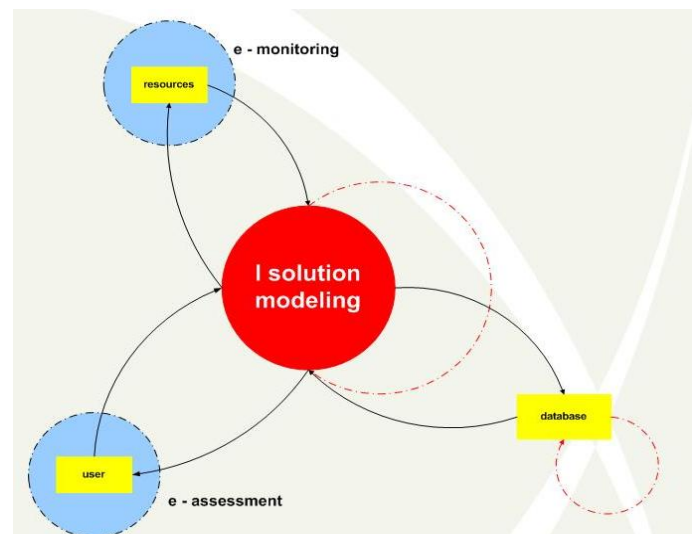 e - monitoring
resources
I solution
modeling
database
user
e - assessment